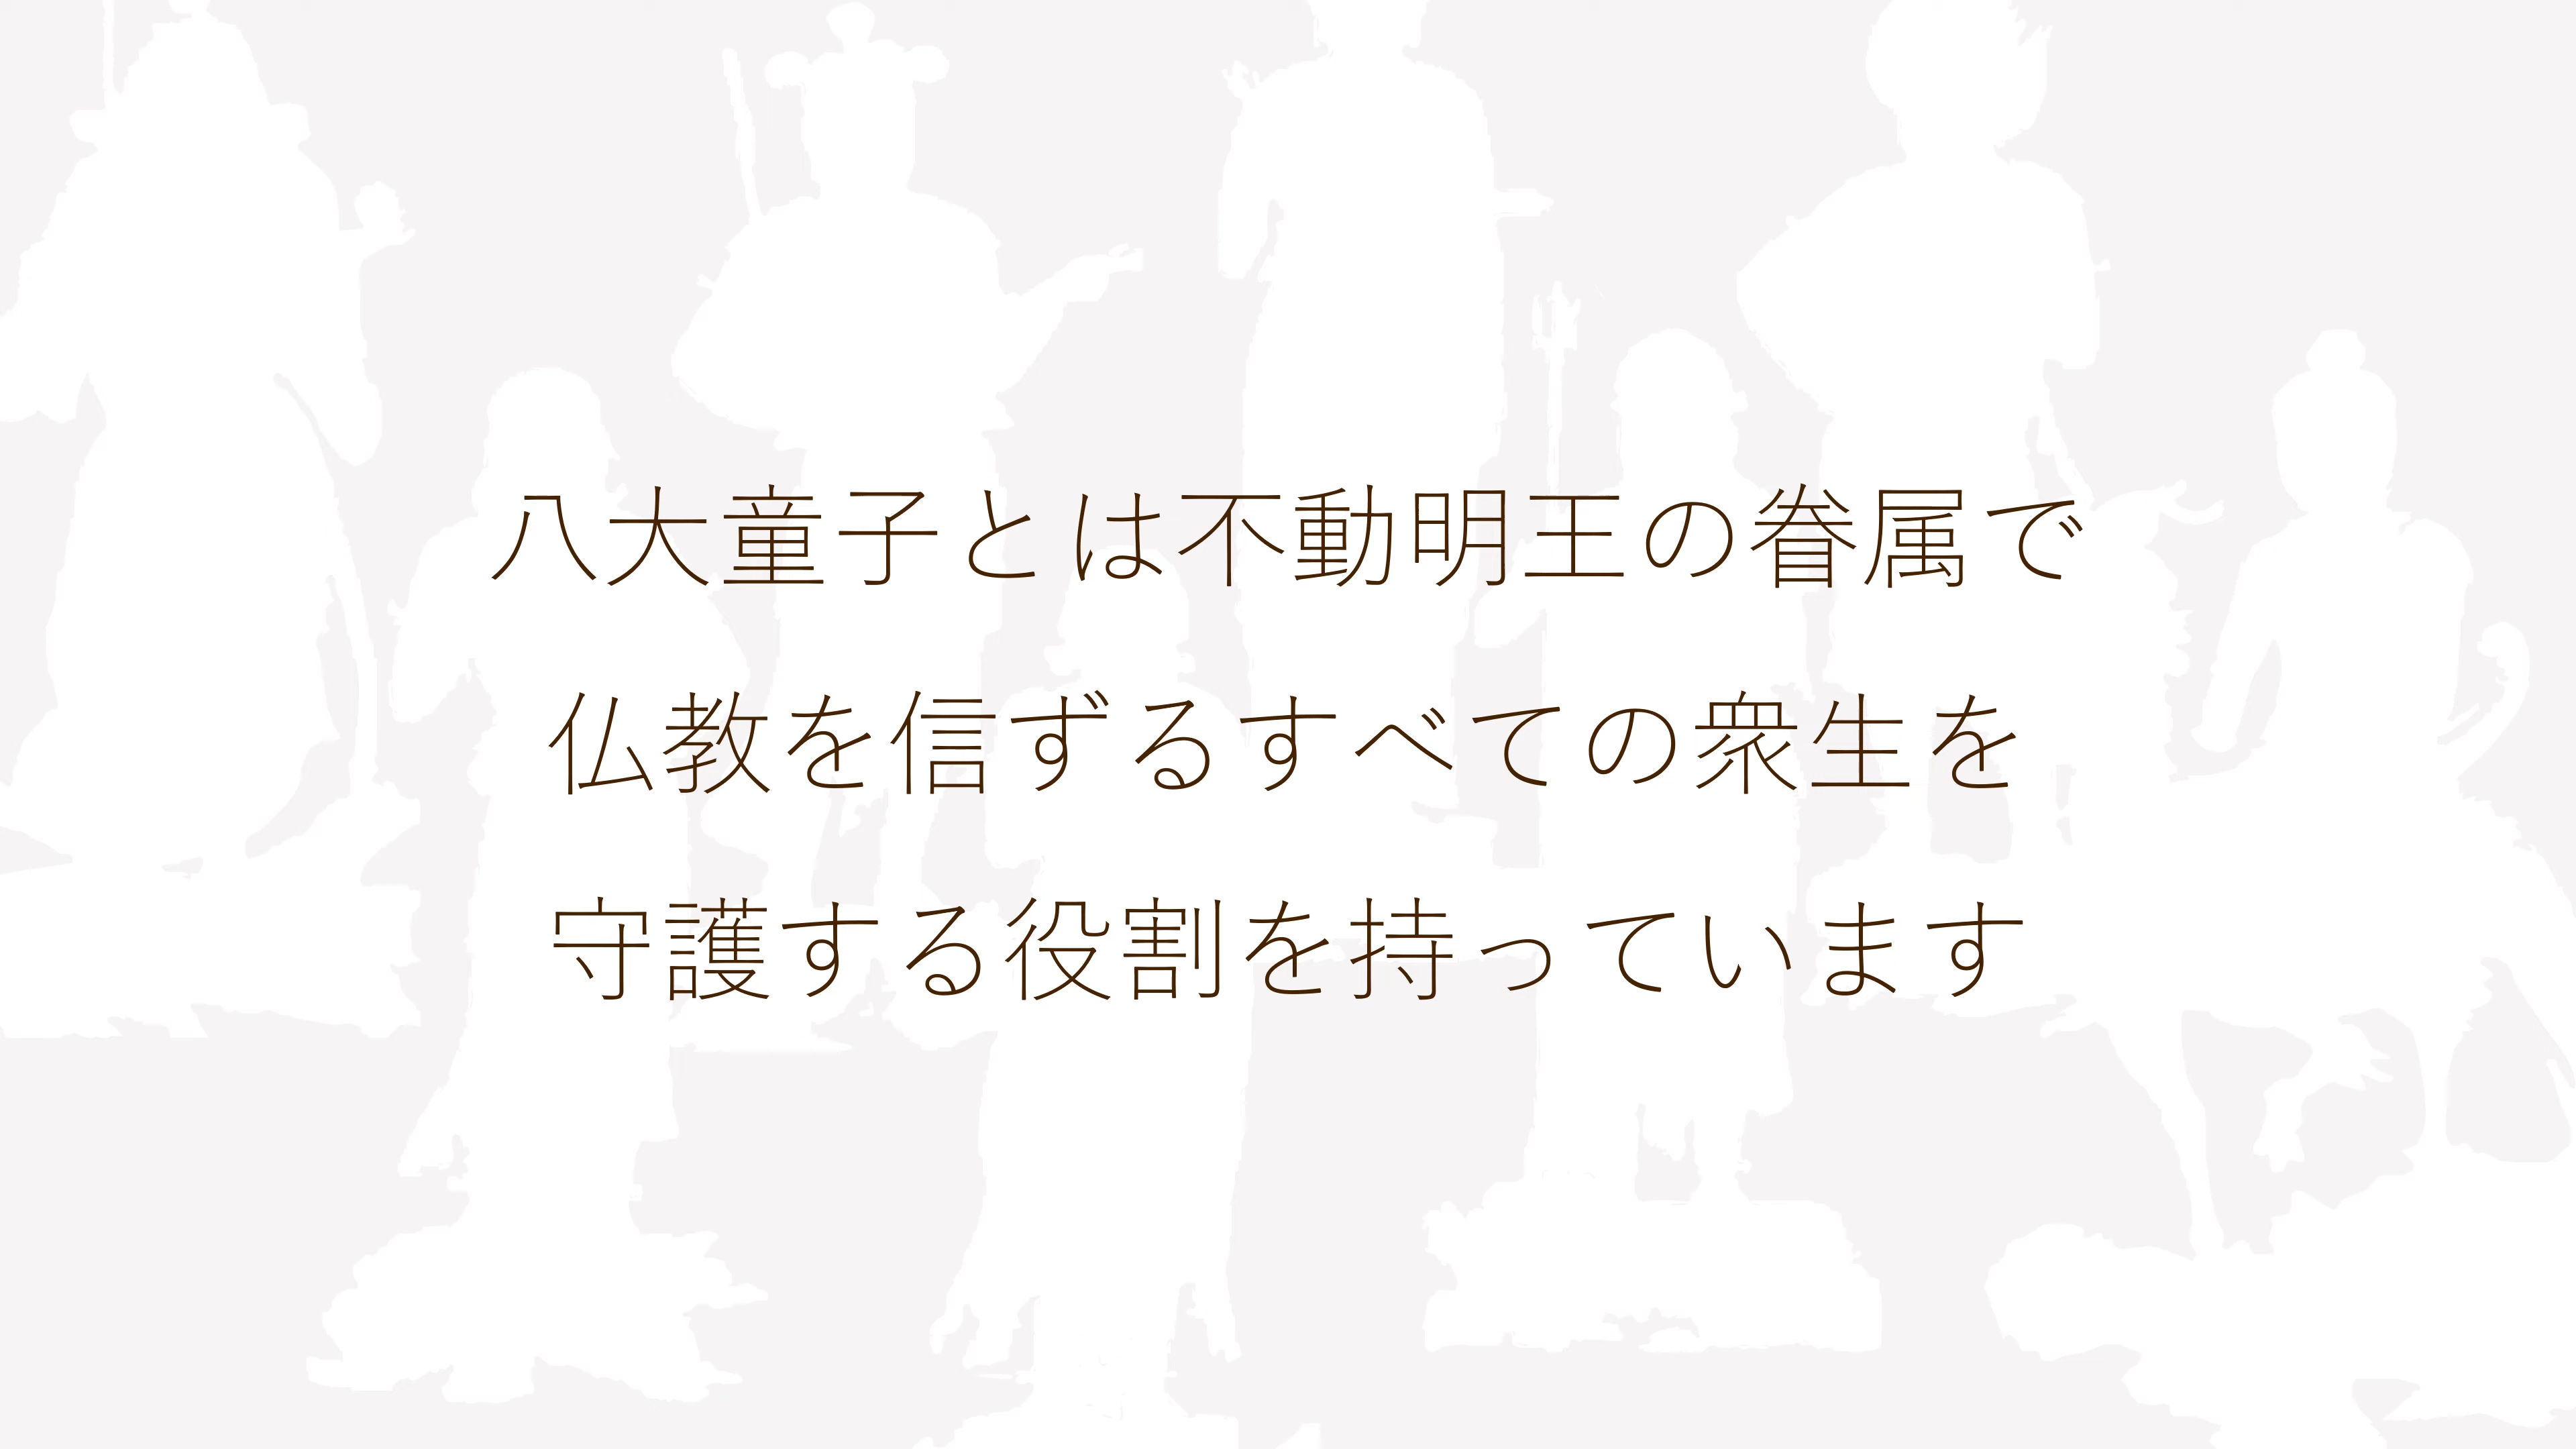 八大童子とは不動明王の眷属で
仏教を信ずるすべての衆生を
守護する役割を持っています